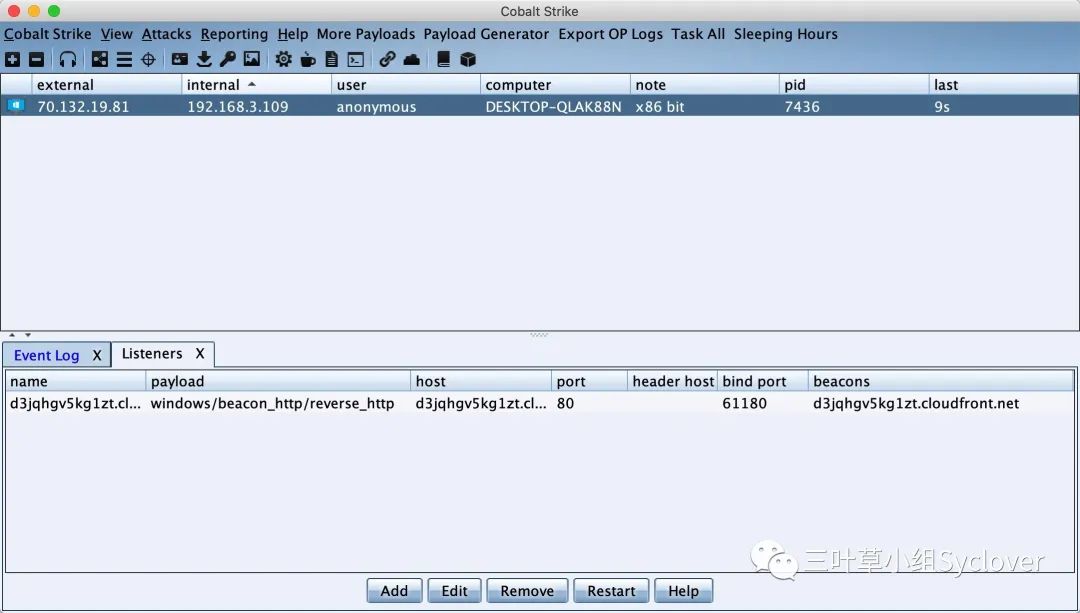 Cobalt Strike
Cobalt Strike View Attacks Reporting Help More Payloads Payload Generator Export OP Logs Task All Sleeping Hours
external internal user computer note pid last
70.132.19.81 192.168.3.109 anonymous DESKTOP-QLAK88N x86 bit 7436 9s
Event Log X Listeners X
name payload host port header host bind port beacons
d3jqhgv5kg1zt.cl... windows/beacon_http/reverse_http d3jqhgv5kg1zt.cl... 80 61180 d3jqhgv5kg1zt.cloudfront.net
三叶草小组Syclover
Add Edit Remove Restart Help